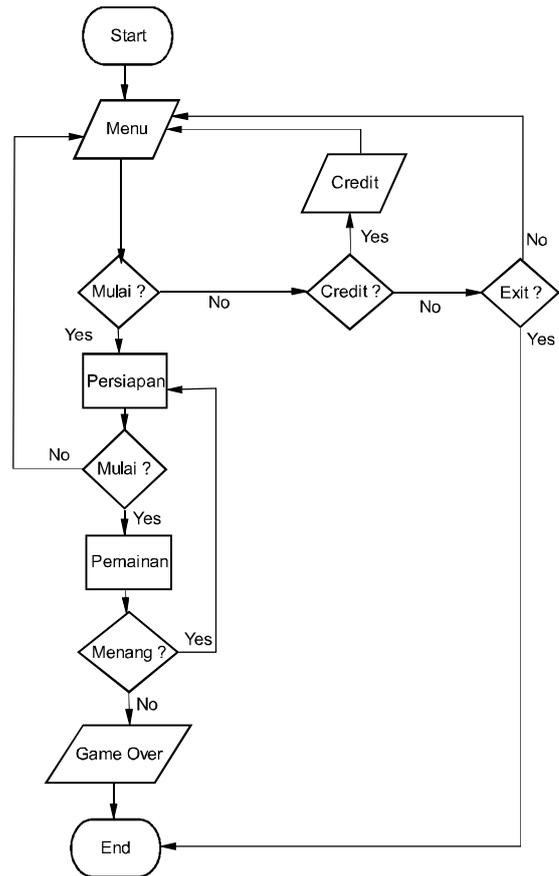 Start
Menu
Credit
Yes
No
Mulai ?
No
Credit ?
No
Exit ?
Yes
Yes
Persiapan
No
Mulai ?
Yes
Pemainan
Menang ?
Yes
No
Game Over
End